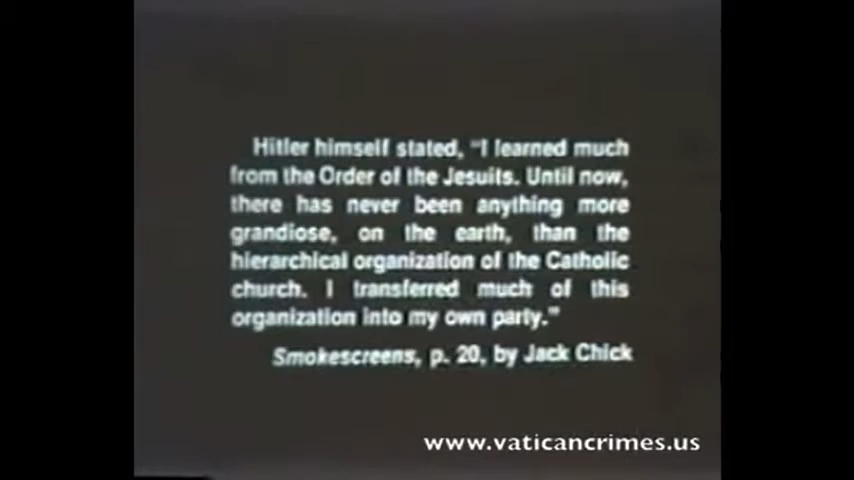 Hitler himself stated, "I learned much
from the Order of the Jesuits. Until now,
there has never been anything more
grandiose, on the earth, than the
hierarchical organization of the Catholic
church. I transferred much of this
organization into my own party."
Smokescreens, p. 20, by Jack Chick
www.vaticancrimes.us